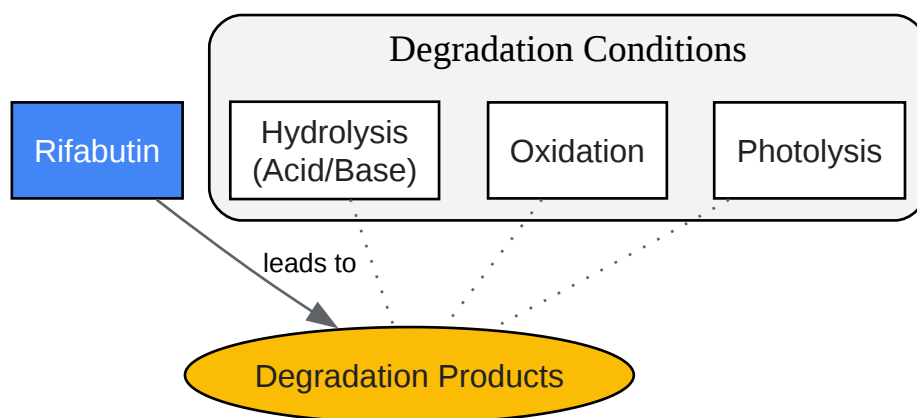 Degradation Conditions
Rifabutin
Hydrolysis
(Acid/Base)
Oxidation
Photolysis
leads to
Degradation Products